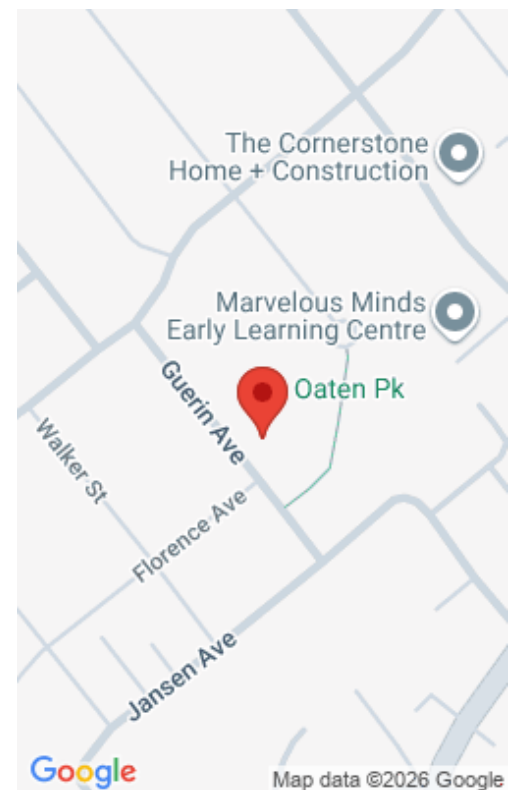 The Cornerstone
Home + Construction
Marvelous Minds
Early Learning Centre
Oaten Pk
Guerin Ave
Walker St
Florence Ave
Jansen Ave
Google
Map data ©2026 Google